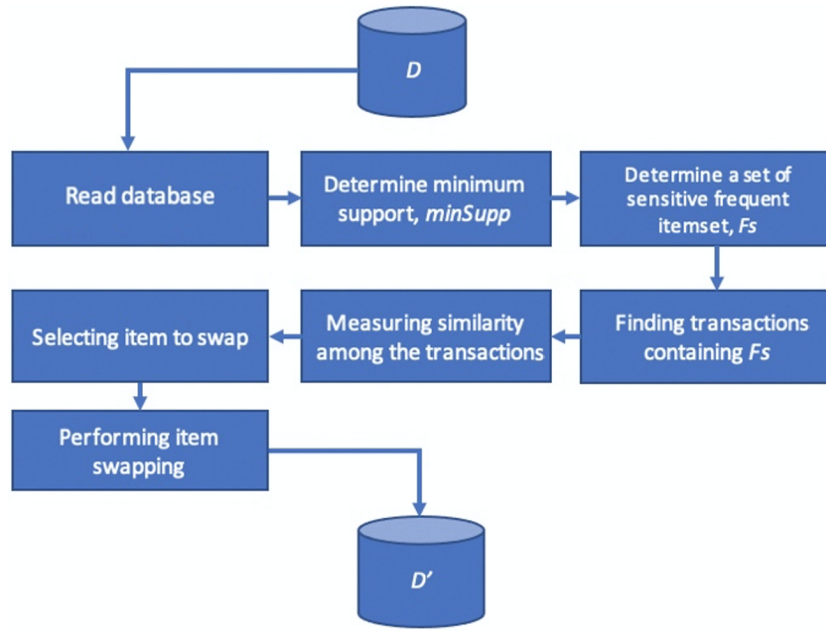 D
Read database
Determine minimum
support, minSupp
Determine a set of
sensitive frequent
itemset, Fs
Finding transactions
containing Fs
Measuring similarity
among the transactions
Selecting item to swap
Performing item
swapping
D’